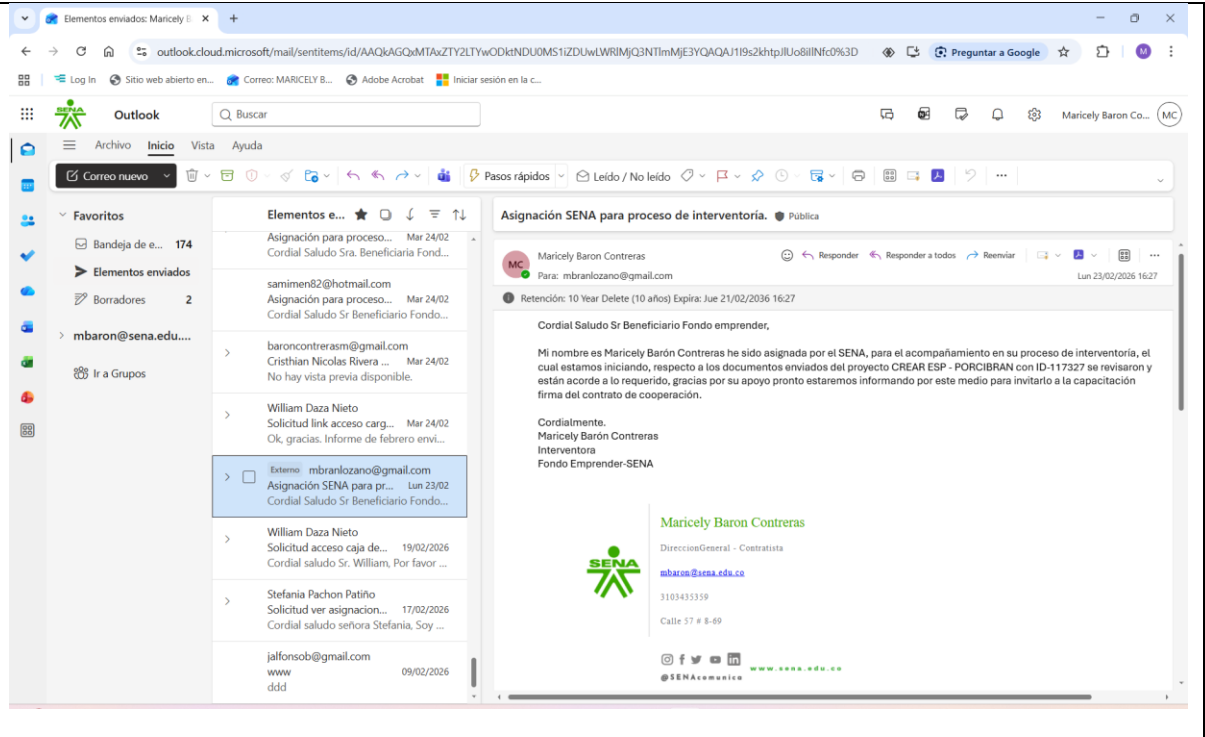 Elementos enviados: Maricely B
outlook.cloud.microsoft/mail/sentitems/id/AAQkAGQxMTAxZTY2LTYwODktNDU0MS1iZDUwLWRlMjQ3NTlmMjE3YQAQAJ1I9s2khtpJlUo8iIlNfc0%3D
Preguntar a Google
M
Log In
Sitio web abierto en...
Correo: MARICELY B...
Adobe Acrobat
Iniciar sesión en la c...
SENA
Outlook
Buscar
Maricely Baron Co...
MC
Archivo Inicio Vista Ayuda
Correo nuevo
Pasos rápidos
Leído / No leído
Favoritos
Bandeja de e... 174
Elementos enviados
Borradores 2
mbaron@sena.edu....
Ir a Grupos
Elementos e...
Asignación para proceso... Mar 24/02
Cordial Saludo Sra. Beneficiaria Fond...
samimen82@hotmail.com
Asignación para proceso... Mar 24/02
Cordial Saludo Sr Beneficiario Fondo...
baroncontrerasm@gmail.com
Cristhian Nicolas Rivera ... Mar 24/02
No hay vista previa disponible.
William Daza Nieto
Solicitud link acceso carg... Mar 24/02
Ok, gracias. Informe de febrero envi...
Externo mbranlozano@gmail.com
Asignación SENA para pr... Lun 23/02
Cordial Saludo Sr Beneficiario Fondo...
William Daza Nieto
Solicitud acceso caja de... 19/02/2026
Cordial saludo Sr. William, Por favor ...
Stefania Pachon Patiño
Solicitud ver asignacion... 17/02/2026
Cordial saludo señora Stefania, Soy ...
jalfonsob@gmail.com
www 09/02/2026
ddd
Asignación SENA para proceso de interventoría. Pública
MC
Maricely Baron Contreras
Responder
Responder a todos
Reenviar
Para: mbranlozano@gmail.com
Lun 23/02/2026 16:27
Retención: 10 Year Delete (10 años) Expira: Jue 21/02/2036 16:27
Cordial Saludo Sr Beneficiario Fondo emprender,
Mi nombre es Maricely Barón Contreras he sido asignada por el SENA, para el acompañamiento en su proceso de interventoría, el
cual estamos iniciando, respecto a los documentos enviados del proyecto CREAR ESP - PORCIBRAN con ID-117327 se revisaron y
están acorde a lo requerido, gracias por su apoyo pronto estaremos informando por este medio para invitarlo a la capacitación
firma del contrato de cooperación.
Cordialmente.
Maricely Barón Contreras
Interventora
Fondo Emprender-SENA
SENA
Maricely Baron Contreras
DireccionGeneral - Contratista
mbaron@sena.edu.co
3103435359
Calle 57 # 8-69
@SENAcomunica
www.sena.edu.co